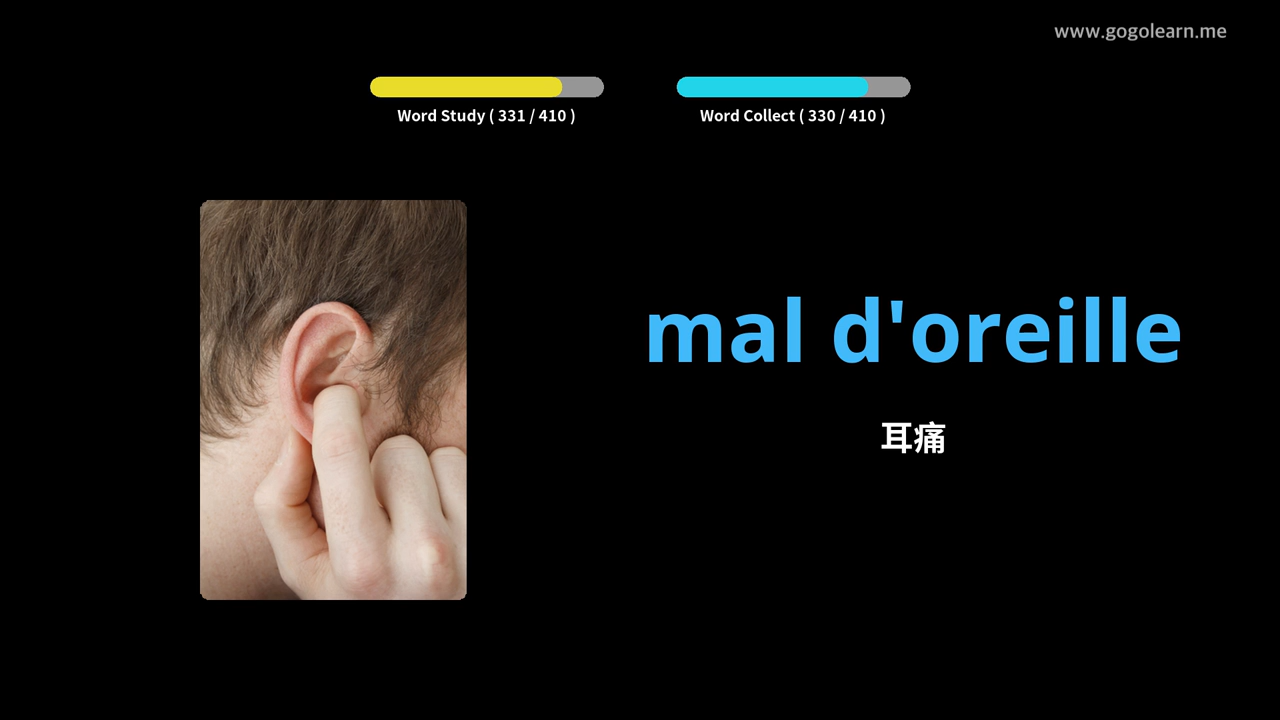 www.gogolearn.me
Word Study ( 331 / 410 )
Word Collect ( 330 / 410 )
mal d'oreille
耳痛